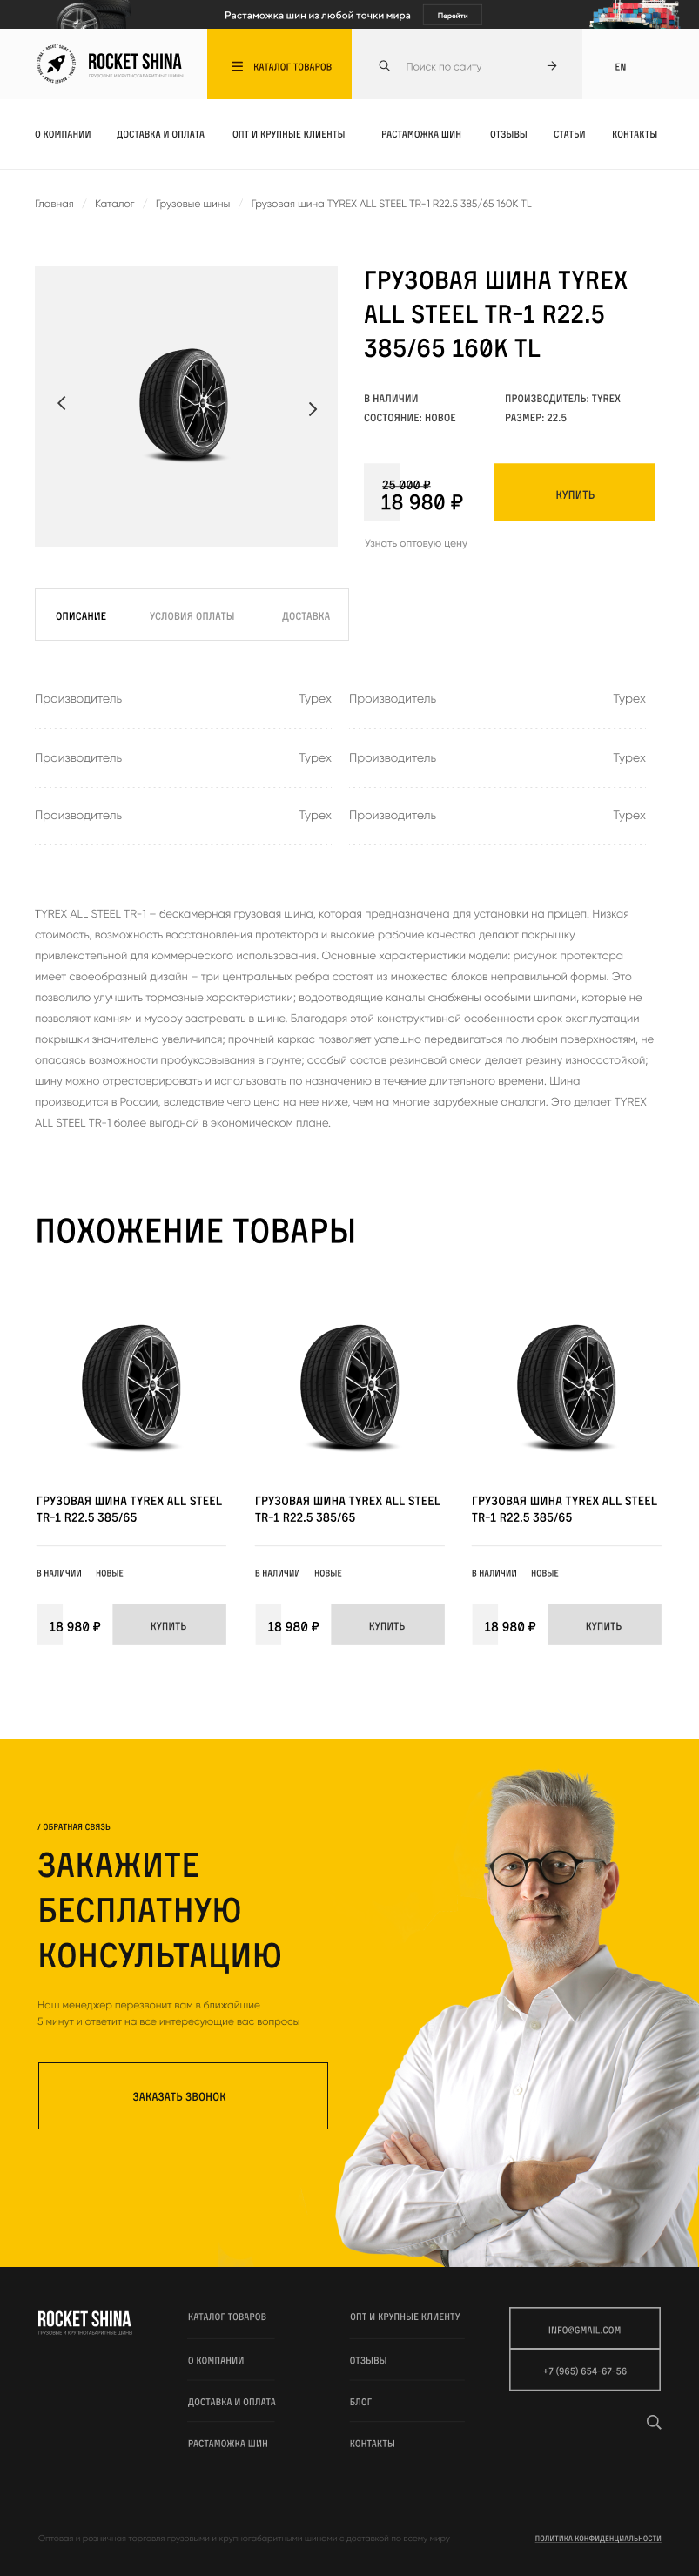 Растаможка шин из любой точки мира
Перейти
ROCKET SHINA
ГРУЗОВЫЕ И КРУПНОГАБАРИТНЫЕ ШИНЫ
КАТАЛОГ ТОВАРОВ
Поиск по сайту
EN
О КОМПАНИИ
ДОСТАВКА И ОПЛАТА
ОПТ И КРУПНЫЕ КЛИЕНТЫ
РАСТАМОЖКА ШИН
ОТЗЫВЫ
СТАТЬИ
КОНТАКТЫ
Главная / Каталог / Грузовые шины / Грузовая шина TYREX ALL STEEL TR-1 R22.5 385/65 160K TL
ГРУЗОВАЯ ШИНА TYREX
ALL STEEL TR-1 R22.5
385/65 160K TL
В НАЛИЧИИ
ПРОИЗВОДИТЕЛЬ: TYREX
СОСТОЯНИЕ: НОВОЕ
РАЗМЕР: 22.5
25 000 ₽
18 980 ₽
КУПИТЬ
Узнать оптовую цену
ОПИСАНИЕ
УСЛОВИЯ ОПЛАТЫ
ДОСТАВКА
Производитель Тyрех
Производитель Тyрех
Производитель Тyрех
Производитель Тyрех
Производитель Тyрех
Производитель Тyрех
TYREX ALL STEEL TR-1 – бескамерная грузовая шина, которая предназначена для установки на прицеп. Низкая
стоимость, возможность восстановления протектора и высокие рабочие качества делают покрышку
привлекательной для коммерческого использования. Основные характеристики модели: рисунок протектора
имеет своеобразный дизайн – три центральных ребра состоят из множества блоков неправильной формы. Это
позволило улучшить тормозные характеристики; водоотводящие каналы снабжены особыми шипами, которые не
позволяют камням и мусору застревать в шине. Благодаря этой конструктивной особенности срок эксплуатации
покрышки значительно увеличился; прочный каркас позволяет успешно передвигаться по любым поверхностям, не
опасаясь возможности пробуксовывания в грунте; особый состав резиновой смеси делает резину износостойкой;
шину можно отреставрировать и использовать по назначению в течение длительного времени. Шина
производится в России, вследствие чего цена на нее ниже, чем на многие зарубежные аналоги. Это делает TYREX
ALL STEEL TR-1 более выгодной в экономическом плане.
ПОХОЖЕНИЕ ТОВАРЫ
ГРУЗОВАЯ ШИНА TYREX ALL STEEL
TR-1 R22.5 385/65
В НАЛИЧИИ НОВЫЕ
18 980 ₽
КУПИТЬ
ГРУЗОВАЯ ШИНА TYREX ALL STEEL
TR-1 R22.5 385/65
В НАЛИЧИИ НОВЫЕ
18 980 ₽
КУПИТЬ
ГРУЗОВАЯ ШИНА TYREX ALL STEEL
TR-1 R22.5 385/65
В НАЛИЧИИ НОВЫЕ
18 980 ₽
КУПИТЬ
/ ОБРАТНАЯ СВЯЗЬ
ЗАКАЖИТЕ
БЕСПЛАТНУЮ
КОНСУЛЬТАЦИЮ
Наш менеджер перезвонит вам в ближайшие
5 минут и ответит на все интересующие вас вопросы
ЗАКАЗАТЬ ЗВОНОК
ROCKET SHINA
ГРУЗОВЫЕ И КРУПНОГАБАРИТНЫЕ ШИНЫ
КАТАЛОГ ТОВАРОВ
О КОМПАНИИ
ДОСТАВКА И ОПЛАТА
РАСТАМОЖКА ШИН
ОПТ И КРУПНЫЕ КЛИЕНТУ
ОТЗЫВЫ
БЛОГ
КОНТАКТЫ
INFO@GMAIL.COM
+7 (965) 654-67-56
Оптовая и розничная торговля грузовыми и крупногабаритными шинами с доставкой по всему миру
ПОЛИТИКА КОНФИДЕНЦИАЛЬНОСТИ